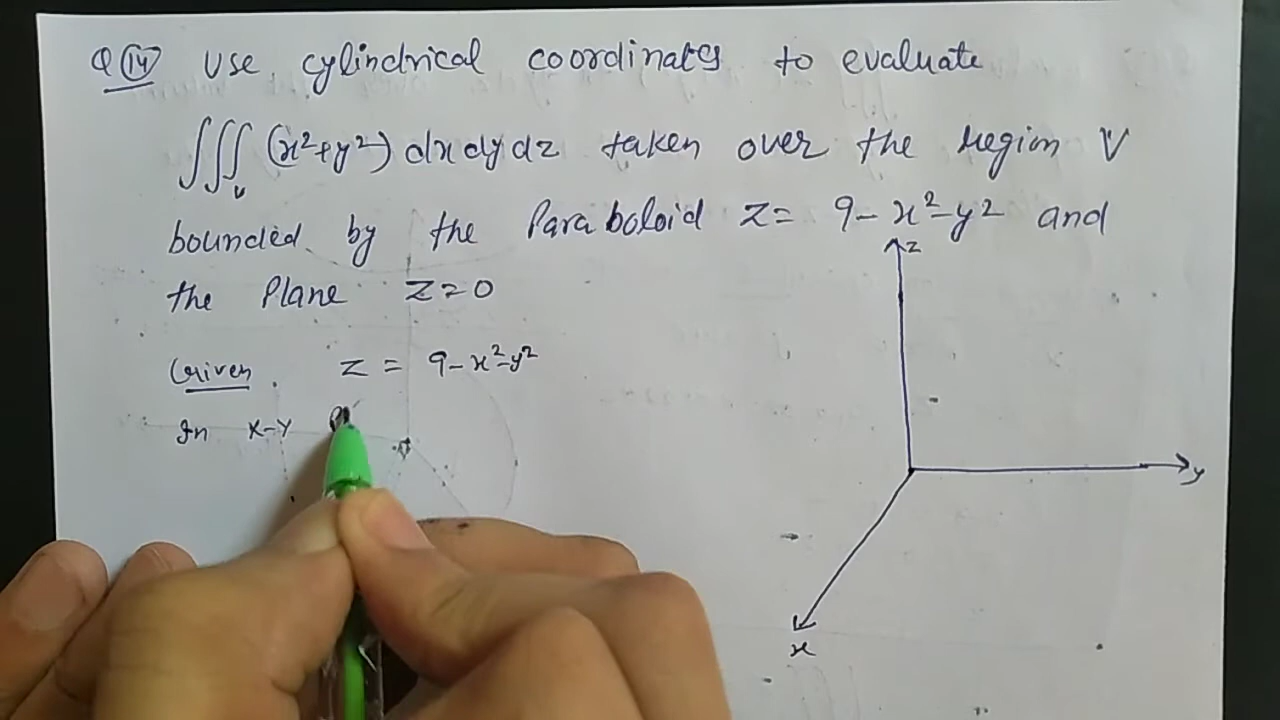 Q 14 Use cylindrical coordinates to evaluate
∭_V (x²+y²) dx dy dz taken over the region V
bounded by the Paraboloid z = 9-x²-y² and
the Plane z=0
Given. z = 9-x²-y²
In x-y
z
y
x